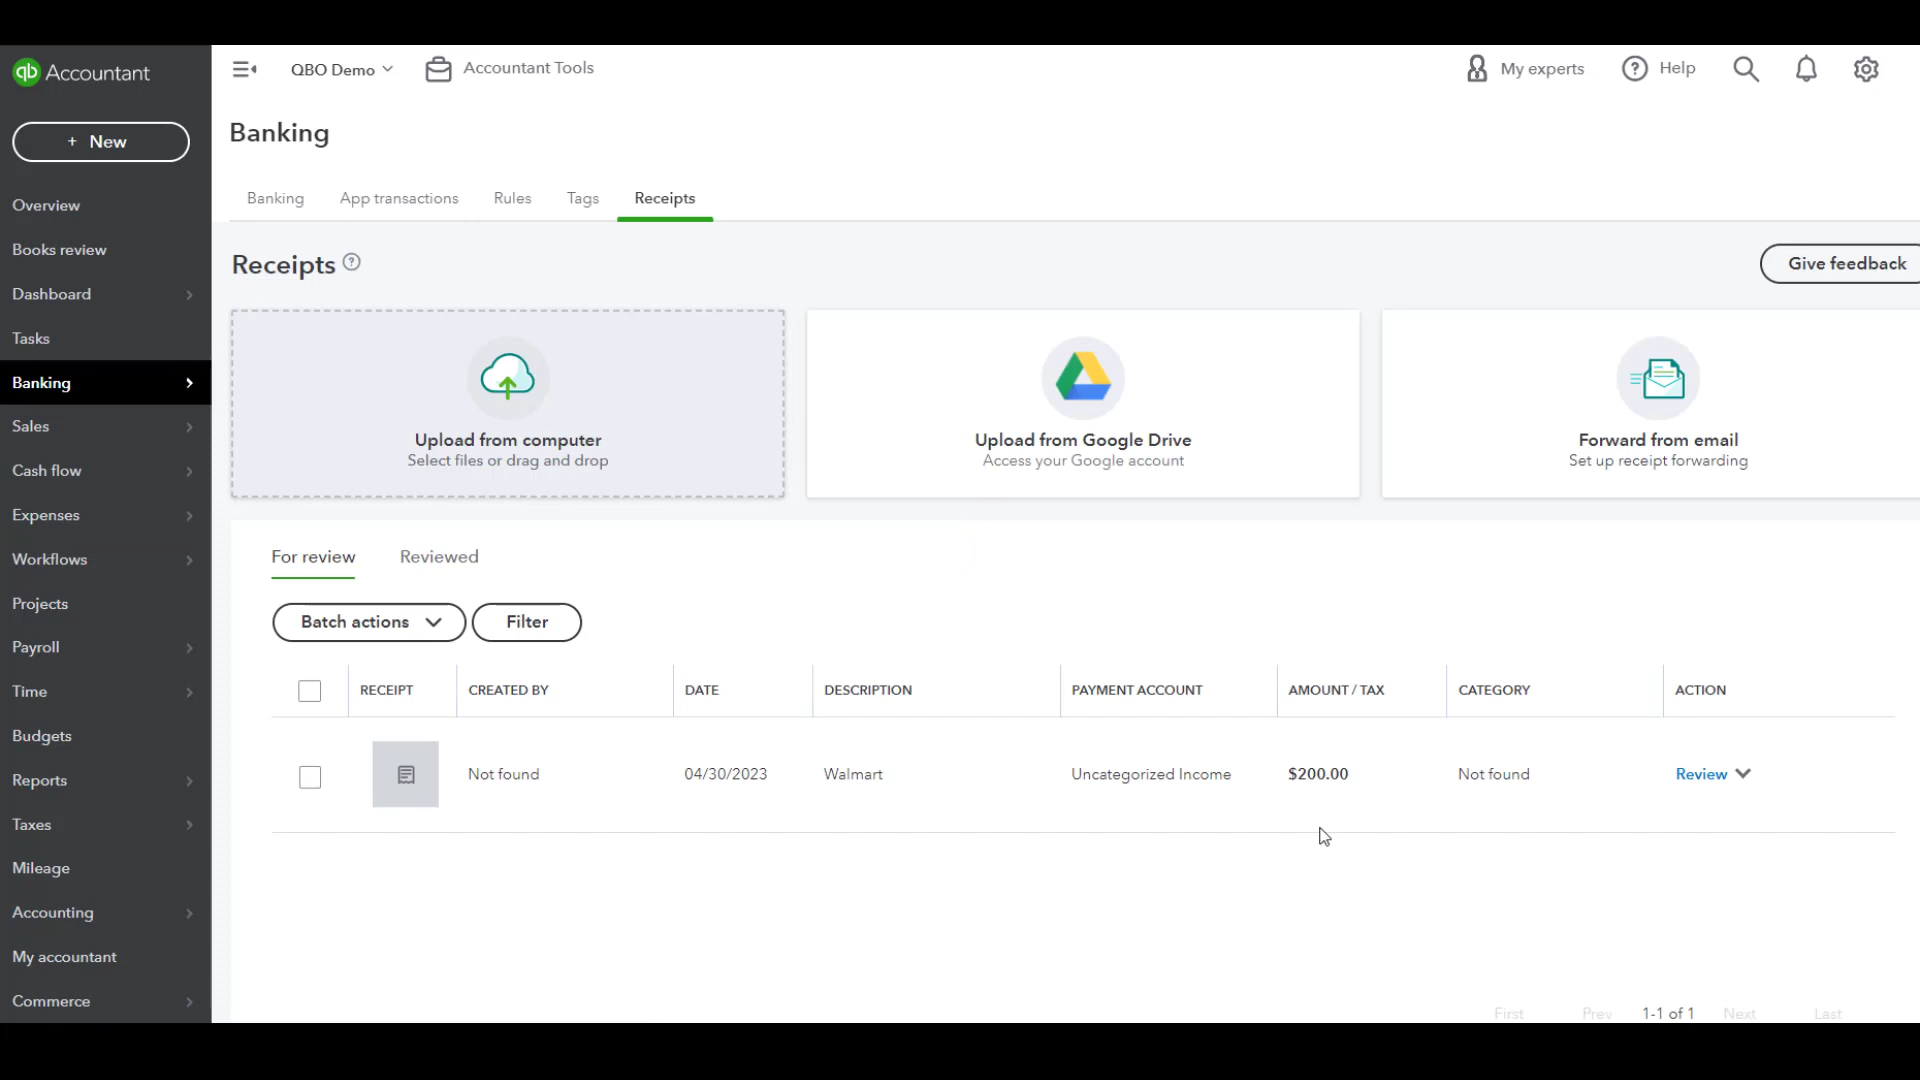 qb Accountant
QBO Demo
Accountant Tools
My experts
? Help
+ New
Banking
Banking
App transactions
Rules
Tags
Receipts
Overview
Books review
Dashboard
Tasks
Banking
Sales
Cash flow
Expenses
Workflows
Projects
Payroll
Time
Budgets
Reports
Taxes
Mileage
Accounting
My accountant
Commerce
Receipts ?
Give feedback
Upload from computer
Select files or drag and drop
Upload from Google Drive
Access your Google account
Forward from email
Set up receipt forwarding
For review
Reviewed
Batch actions
Filter
RECEIPT CREATED BY DATE DESCRIPTION PAYMENT ACCOUNT AMOUNT / TAX CATEGORY ACTION
Not found 04/30/2023 Walmart Uncategorized Income $200.00 Not found Review
First Prev 1-1 of 1 Next Last